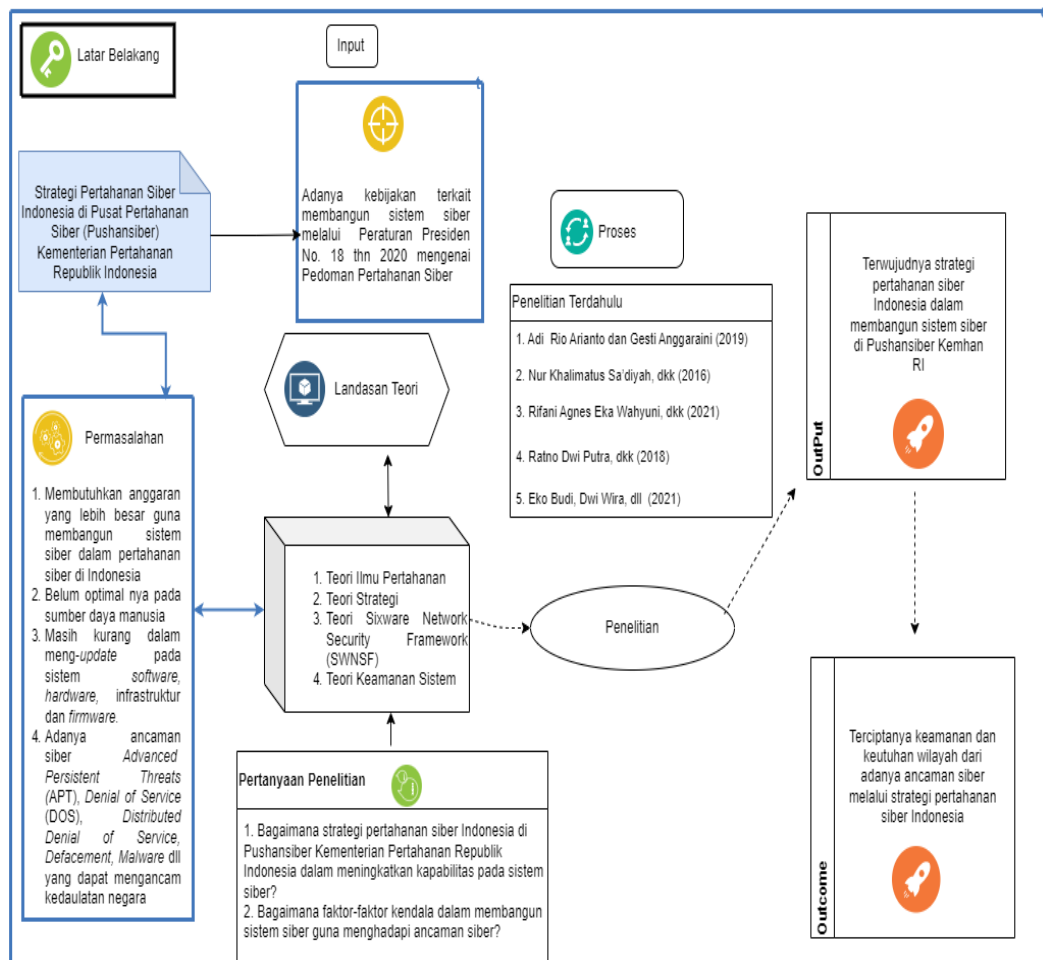 Latar Belakang
Input
t
Strategi Pertahanan Siber
Indonesia di Pusat Pertahanan
Siber (Pushansiber)
Kementerian Pertahanan
Republik Indonesia
Adanya kebijakan terkait
membangun sistem siber
melalui Peraturan Presiden
No. 18 thn 2020 mengenai
Pedoman Pertahanan Siber
Proses
Penelitian Terdahulu
1. Adi Rio Arianto dan Gesti Anggaraini (2019)
2. Nur Khalimatus Sa'diyah, dkk (2016)
3. Rifani Agnes Eka Wahyuni, dkk (2021)
4. Ratno Dwi Putra, dkk (2018)
5. Eko Budi, Dwi Wira, dll (2021)
OutPut
Terwujudnya strategi
pertahanan siber
Indonesia dalam
membangun sistem siber
di Pushansiber Kemhan
RI
Landasan Teori
Permasalahan
1. Membutuhkan anggaran
yang lebih besar guna
membangun sistem
siber dalam pertahanan
siber di Indonesia
2. Belum optimal nya pada
sumber daya manusia
3. Masih kurang dalam
meng-update pada
sistem software,
hardware, infrastruktur
dan firmware.
4. Adanya ancaman
siber Advanced
Persistent Threats
(APT), Denial of Service
(DOS), Distributed
Denial of Service,
Defacement, Malware dll
yang dapat mengancam
kedaulatan negara
1. Teori Ilmu Pertahanan
2. Teori Strategi
3. Teori Sixware Network
Security Framework
(SWNSF)
4. Teori Keamanan Sistem
Penelitian
Pertanyaan Penelitian
1. Bagaimana strategi pertahanan siber Indonesia di
Pushansiber Kementerian Pertahanan Republik
Indonesia dalam meningkatkan kapabilitas pada sistem
siber?
2. Bagaimana faktor-faktor kendala dalam membangun
sistem siber guna menghadapi ancaman siber?
Outcome
Terciptanya keamanan dan
keutuhan wilayah dari
adanya ancaman siber
melalui strategi pertahanan
siber Indonesia